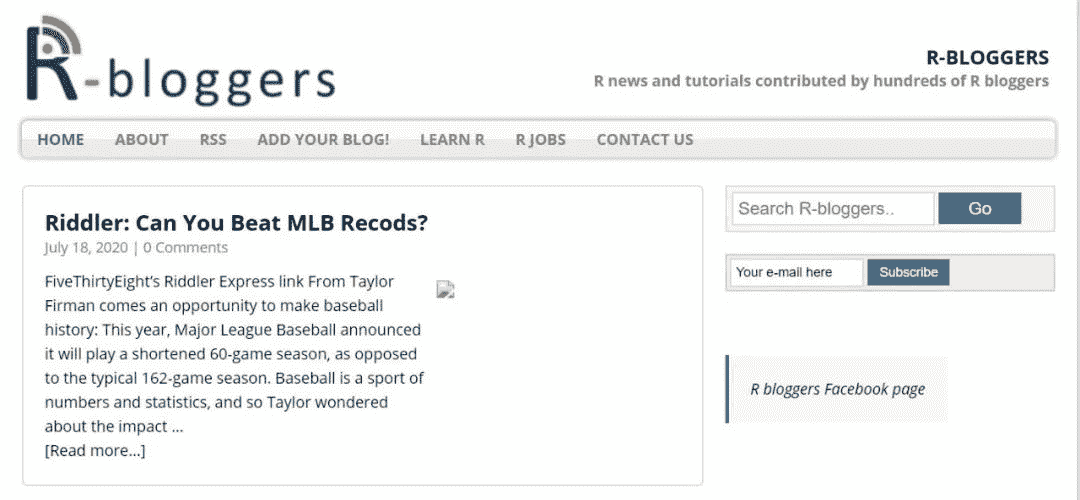 R-bloggers
R-BLOGGERS
R news and tutorials contributed by hundreds of R bloggers
HOME ABOUT RSS ADD YOUR BLOG! LEARN R R JOBS CONTACT US
Riddler: Can You Beat MLB Recods?
July 18, 2020 | 0 Comments
FiveThirtyEight's Riddler Express link From Taylor
Firman comes an opportunity to make baseball
history: This year, Major League Baseball announced
it will play a shortened 60-game season, as opposed
to the typical 162-game season. Baseball is a sport of
numbers and statistics, and so Taylor wondered
about the impact ...
[Read more...]
Search R-bloggers.. Go
Your e-mail here Subscribe
R bloggers Facebook page